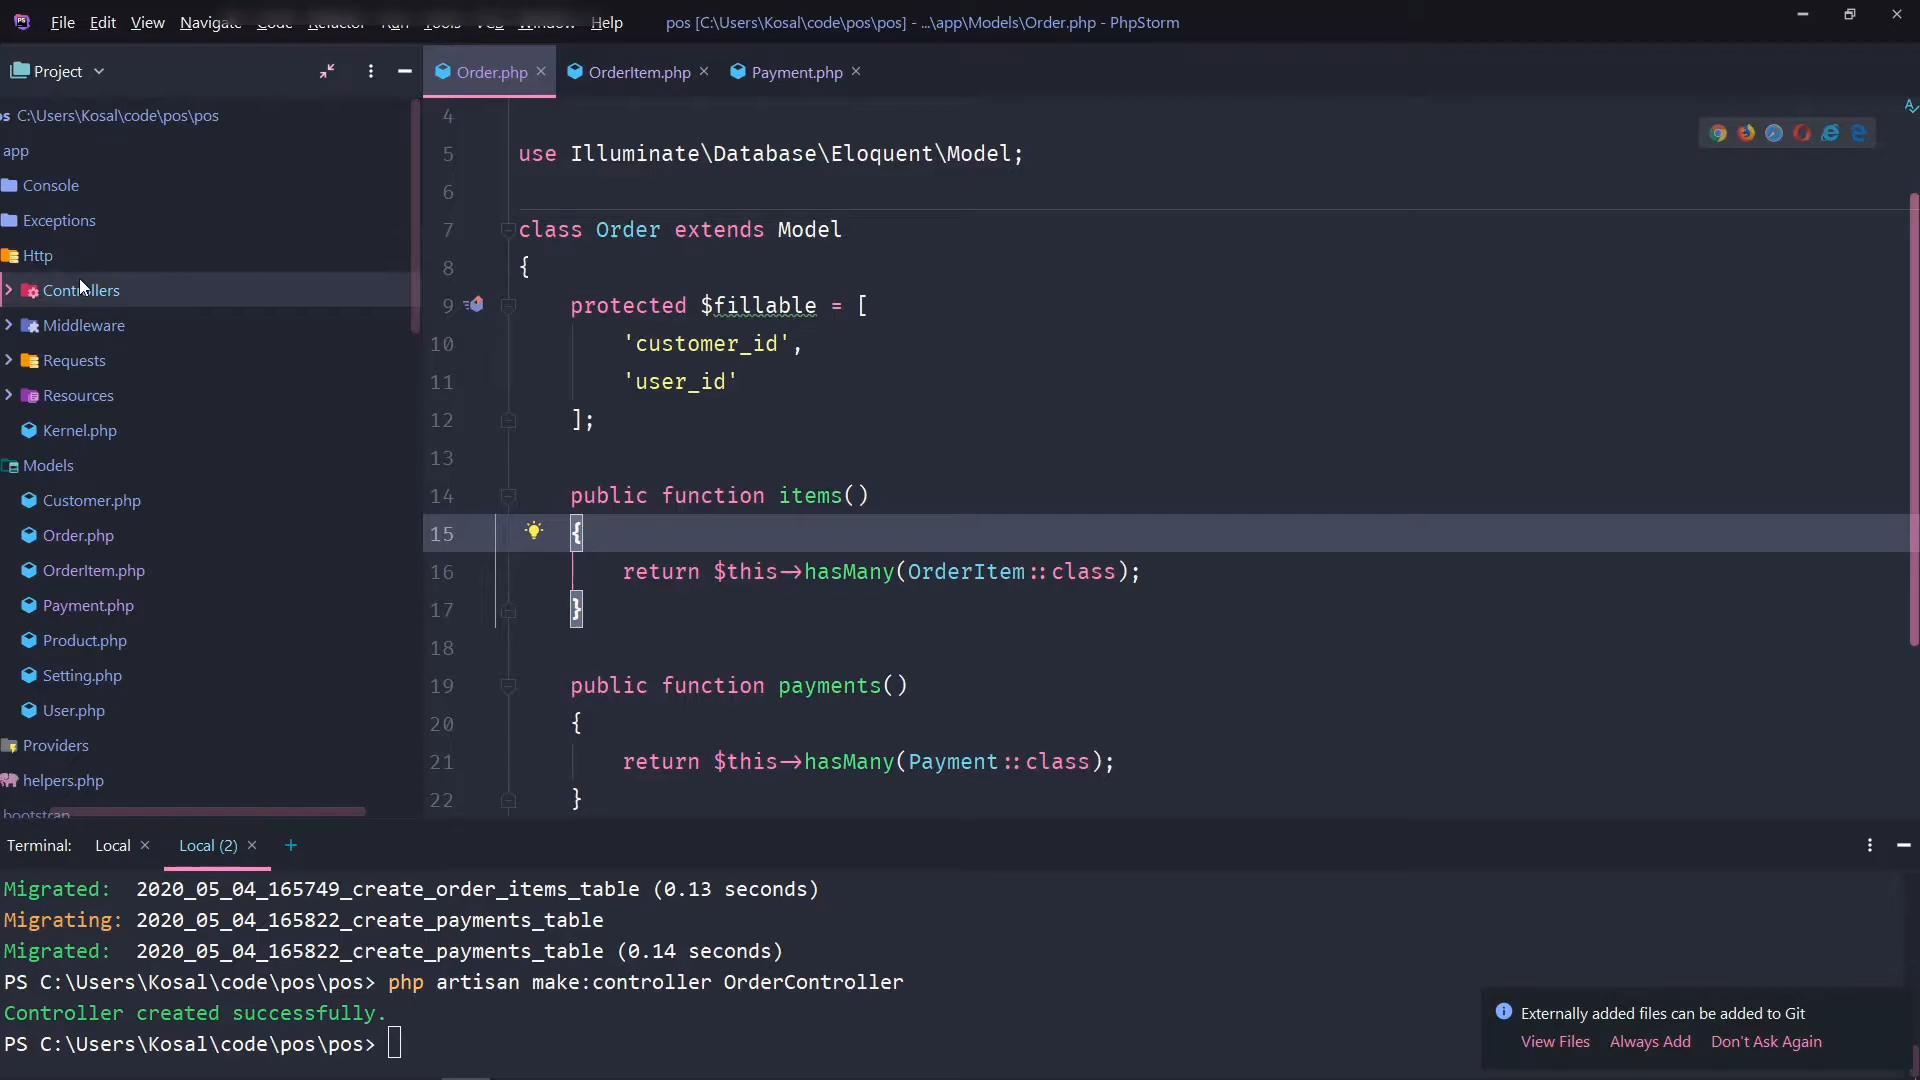 PS File Edit View Navigate Code Refactor Run Tools VCS Window Help pos [C:\Users\Kosal\code\pos\pos] - ...\app\Models\Order.php - PhpStorm
Project
Order.php OrderItem.php Payment.php
C:\Users\Kosal\code\pos\pos
app
Console
Exceptions
Http
Controllers
Middleware
Requests
Resources
Kernel.php
Models
Customer.php
Order.php
OrderItem.php
Payment.php
Product.php
Setting.php
User.php
Providers
helpers.php
bootstrap
4
5 use Illuminate\Database\Eloquent\Model;
6
7 class Order extends Model
8 {
9 protected $fillable = [
10 'customer_id',
11 'user_id'
12 ];
13
14 public function items()
15 {
16 return $this->hasMany(OrderItem::class);
17 }
18
19 public function payments()
20 {
21 return $this->hasMany(Payment::class);
22 }
Terminal: Local Local (2) +
Migrated: 2020_05_04_165749_create_order_items_table (0.13 seconds)
Migrating: 2020_05_04_165822_create_payments_table
Migrated: 2020_05_04_165822_create_payments_table (0.14 seconds)
PS C:\Users\Kosal\code\pos\pos> php artisan make:controller OrderController
Controller created successfully.
PS C:\Users\Kosal\code\pos\pos>
Externally added files can be added to Git
View Files Always Add Don't Ask Again